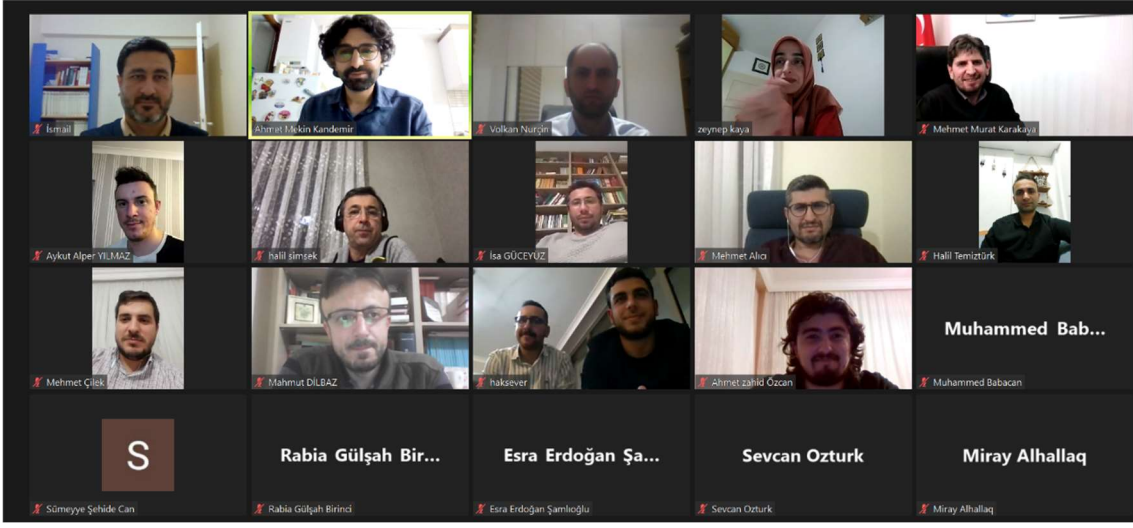 İsmail
Ahmet Mekin Kandemir
Volkan Nurçin
zeynep kaya
Mehmet Murat Karakaya
Aykut Alper YILMAZ
halil şimşek
İsa GÜCEYÜZ
Mehmet Alıcı
Halil Temiztürk
Mehmet Çilek
Mahmut DİLBAZ
haksever
Ahmet zahid Özcan
Muhammed Bab...
Muhammed Babacan
S
Sümeyye Şehide Can
Rabia Gülşah Bir...
Rabia Gülşah Birinci
Esra Erdoğan Şa...
Esra Erdoğan Şamlıoğlu
Sevcan Ozturk
Sevcan Ozturk
Miray Alhallaq
Miray Alhallaq